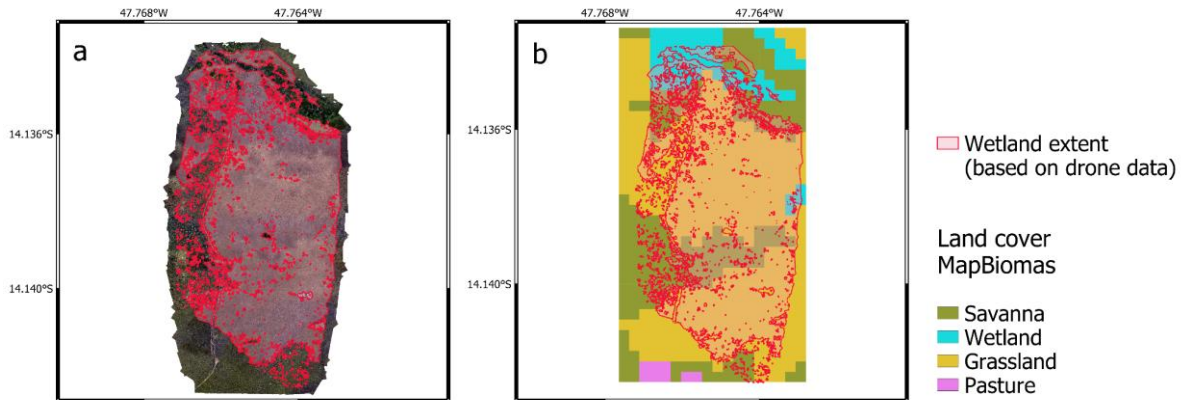 47.768°W 47.764°W 47.768°W 47.764°W
a
b
14.136°S 14.136°S
14.140°S 14.140°S
Wetland extent
(based on drone data)
Land cover
MapBiomas
Savanna
Wetland
Grassland
Pasture